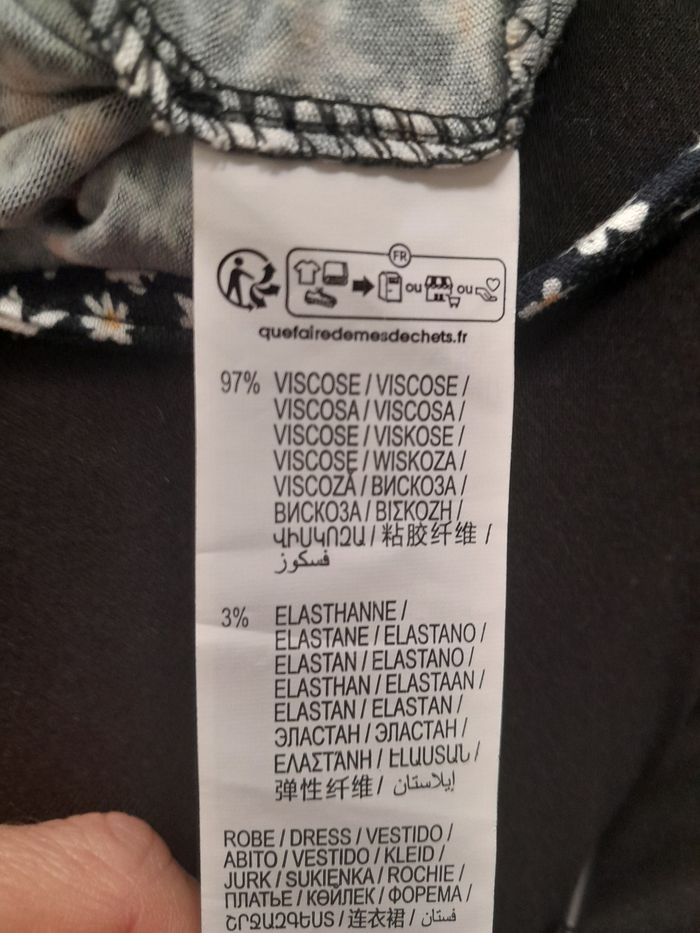 FR
ou ou
quefairedemesdechets.fr
97% VISCOSE / VISCOSE /
VISCOSA / VISCOSA /
VISCOSE / VISKOSE /
VISCOSE / WISKOZA /
VISCOZĂ / ВИСКОЗА /
ВИСКОЗА / ΒΙΣΚΟΖΗ /
ՎԻՍԿՈԶԱ / 粘胶纤维 /
فسكوز
3% ELASTHANNE /
ELASTANE / ELASTANO /
ELASTAN / ELASTANO /
ELASTHAN / ELASTAAN /
ELASTAN / ELASTAN /
ЭЛАСТАН / ЭЛАСТАН /
ΕΛΑΣΤΆΝΗ / ԷԼԱՍՏԱՆ /
弹性纤维 / إيلاستان
ROBE / DRESS / VESTIDO /
ABITO / VESTIDO / KLEID /
JURK / SUKIENKA / ROCHIE /
ПЛАТЬЕ / КӨЙЛЕК / ΦΟΡΕΜΑ /
ՇՐՋԱԶԳԵՍՏ / 连衣裙 / فستان /